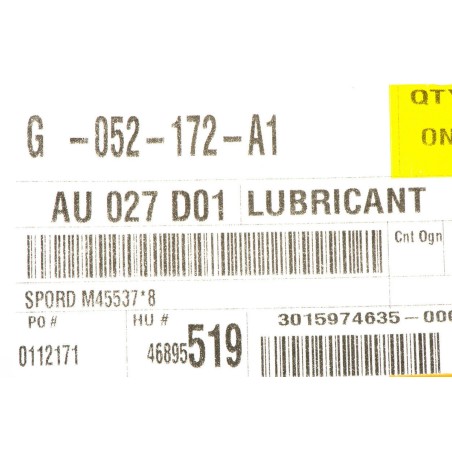 G -052-172-A1
QTY
ON
AU 027 D01 LUBRICANT
Cnt Ogn
SPORD M45537*8
PO #
HU #
3015974635-000
0112171
46895519